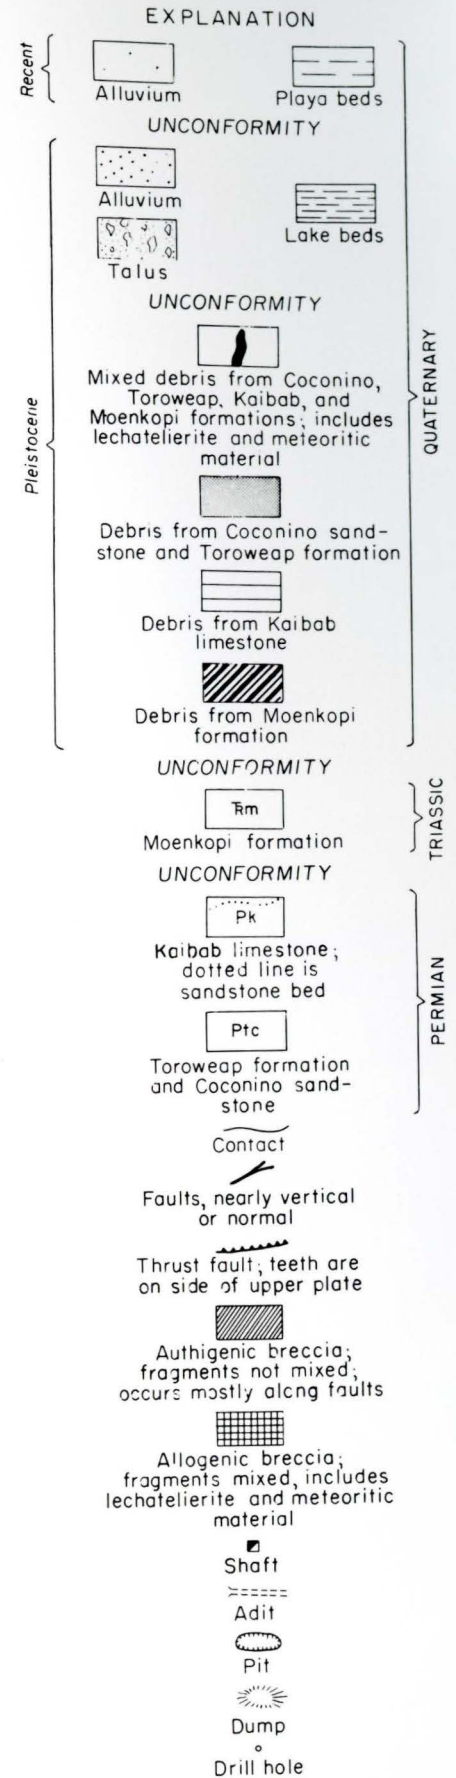 EXPLANATION
Recent
Alluvium
Playa beds
UNCONFORMITY
Pleistocene
Alluvium
Lake beds
Talus
UNCONFORMITY
QUATERNARY
Mixed debris from Coconino,
Toroweap, Kaibab, and
Moenkopi formations; includes
lechatelierite and meteoritic
material
Debris from Coconino sand-
stone and Toroweap formation
Debris from Kaibab
limestone
Debris from Moenkopi
formation
UNCONFORMITY
TRIASSIC
Ꞧm
Moenkopi formation
UNCONFORMITY
PERMIAN
Pk
Kaibab limestone;
dotted line is
sandstone bed
Ptc
Toroweap formation
and Coconino sand-
stone
Contact
Faults, nearly vertical
or normal
Thrust fault; teeth are
on side of upper plate
Authigenic breccia;
fragments not mixed;
occurs mostly along faults
Allogenic breccia;
fragments mixed, includes
lechatelierite and meteoritic
material
Shaft
Adit
Pit
Dump
Drill hole